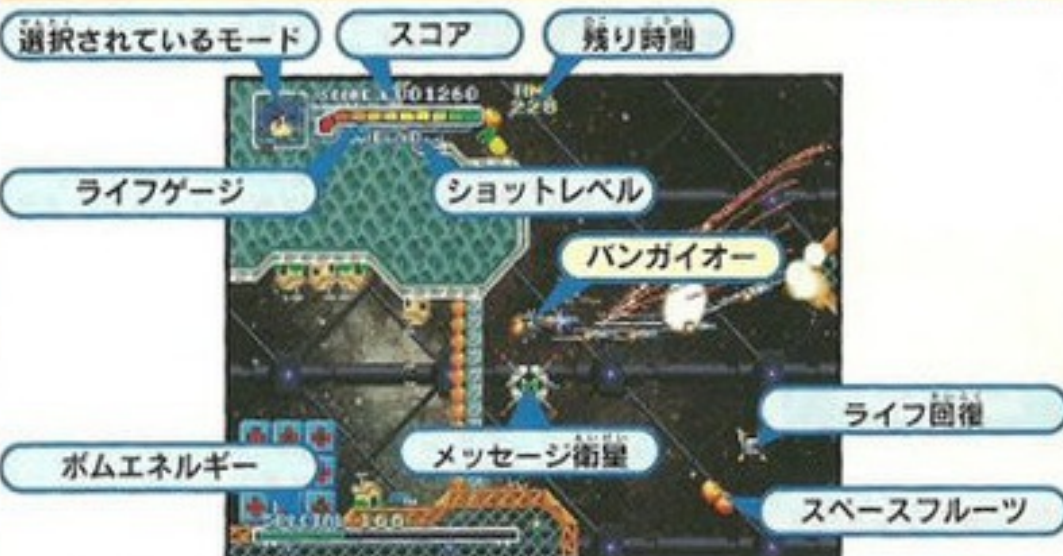 選択されているモード
スコア
残り時間
ライフゲージ
ショットレベル
バンガイオー
ライフ回復
メッセージ衛星
ボムエネルギー
スペースフルーツ
228